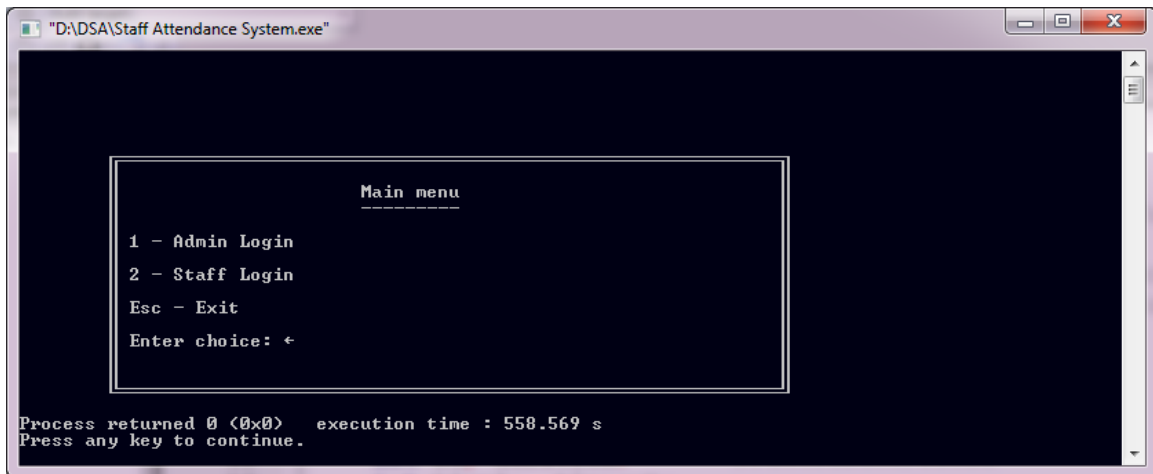 "D:\DSA\Staff Attendance System.exe"
Main menu
---------
1 - Admin Login
2 - Staff Login
Esc - Exit
Enter choice: ←
Process returned 0 (0x0)   execution time : 558.569 s
Press any key to continue.